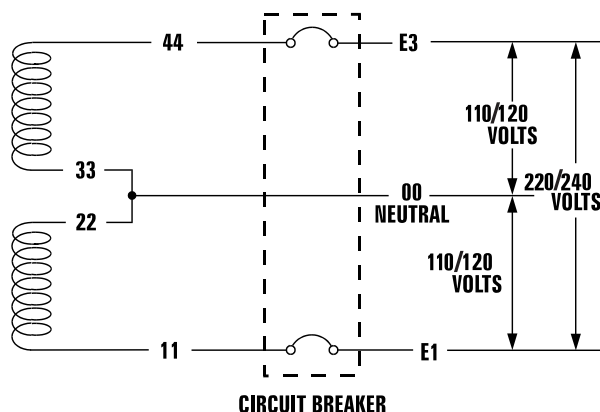 44
E3
110/120
VOLTS
33
00
NEUTRAL
220/240
VOLTS
22
110/120
VOLTS
11
E1
CIRCUIT BREAKER